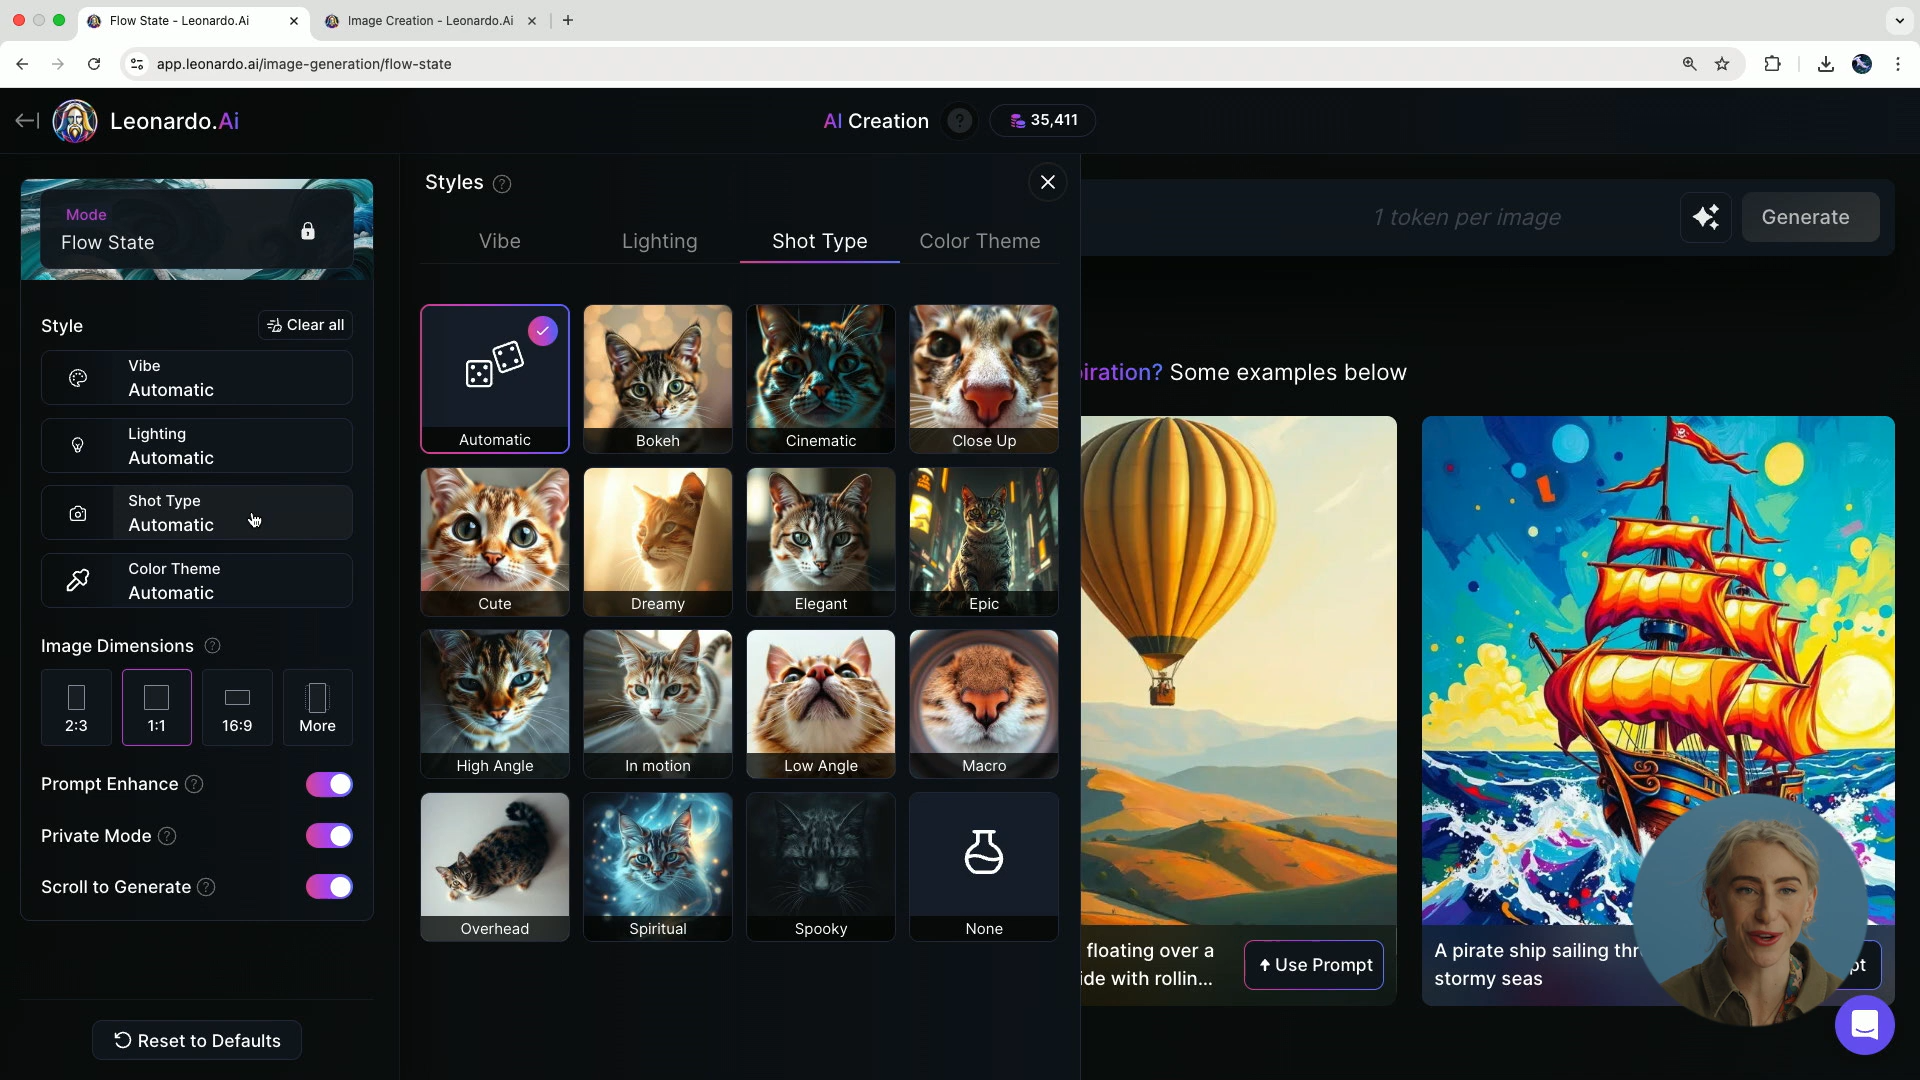 Flow State - Leonardo.Ai
Image Creation - Leonardo.Ai
app.leonardo.ai/image-generation/flow-state
Leonardo.Ai
AI Creation
?
35,411
Mode
Flow State
Style
Clear all
Vibe
Automatic
Lighting
Automatic
Shot Type
Automatic
Color Theme
Automatic
Image Dimensions ?
2:3
1:1
16:9
More
Prompt Enhance ?
Private Mode ?
Scroll to Generate ?
Reset to Defaults
Styles ?
Vibe
Lighting
Shot Type
Color Theme
Automatic
Bokeh
Cinematic
Close Up
Cute
Dreamy
Elegant
Epic
High Angle
In motion
Low Angle
Macro
Overhead
Spiritual
Spooky
None
1 token per image
Generate
iration? Some examples below
floating over a
ide with rollin...
Use Prompt
A pirate ship sailing thr
stormy seas
pt